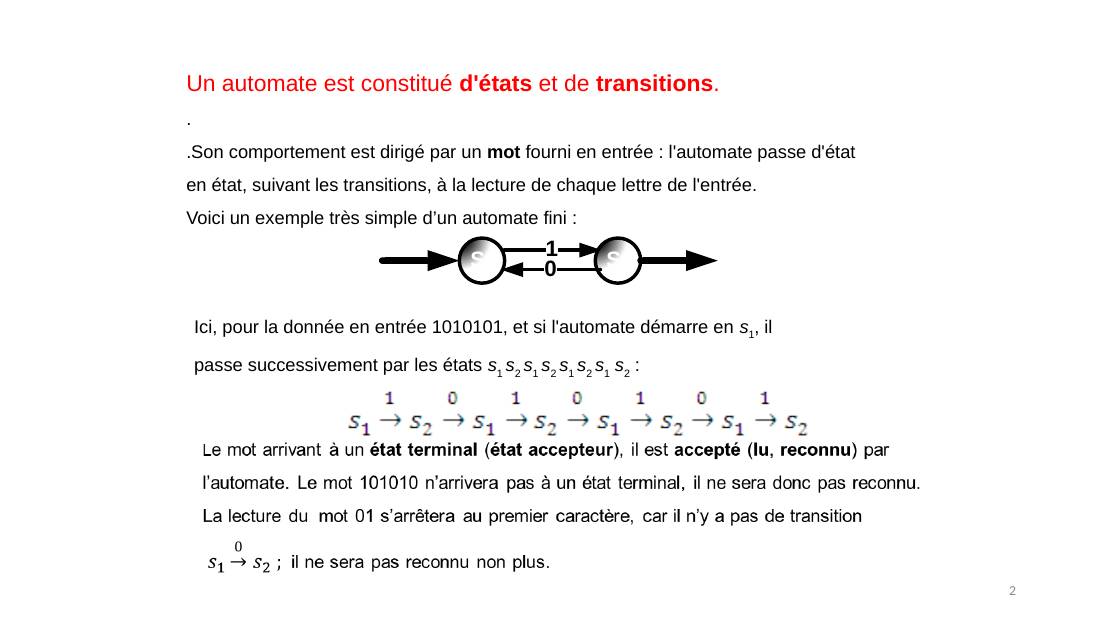 Un automate est constitué d'états et de transitions.
.
.Son comportement est dirigé par un mot fourni en entrée : l'automate passe d'état
en état, suivant les transitions, à la lecture de chaque lettre de l'entrée.
Voici un exemple très simple d’un automate fini :
S 1 S
0
Ici, pour la donnée en entrée 1010101, et si l'automate démarre en s₁, il
passe successivement par les états s₁ s₂ s₁ s₂ s₁ s₂ s₁ s₂ :
1 0 1 0 1 0 1
s₁ → s₂ → s₁ → s₂ → s₁ → s₂ → s₁ → s₂
Le mot arrivant à un état terminal (état accepteur), il est accepté (lu, reconnu) par
l’automate. Le mot 101010 n’arrivera pas à un état terminal, il ne sera donc pas reconnu.
La lecture du mot 01 s’arrêtera au premier caractère, car il n’y a pas de transition
0
s₁ → s₂ ; il ne sera pas reconnu non plus.
2